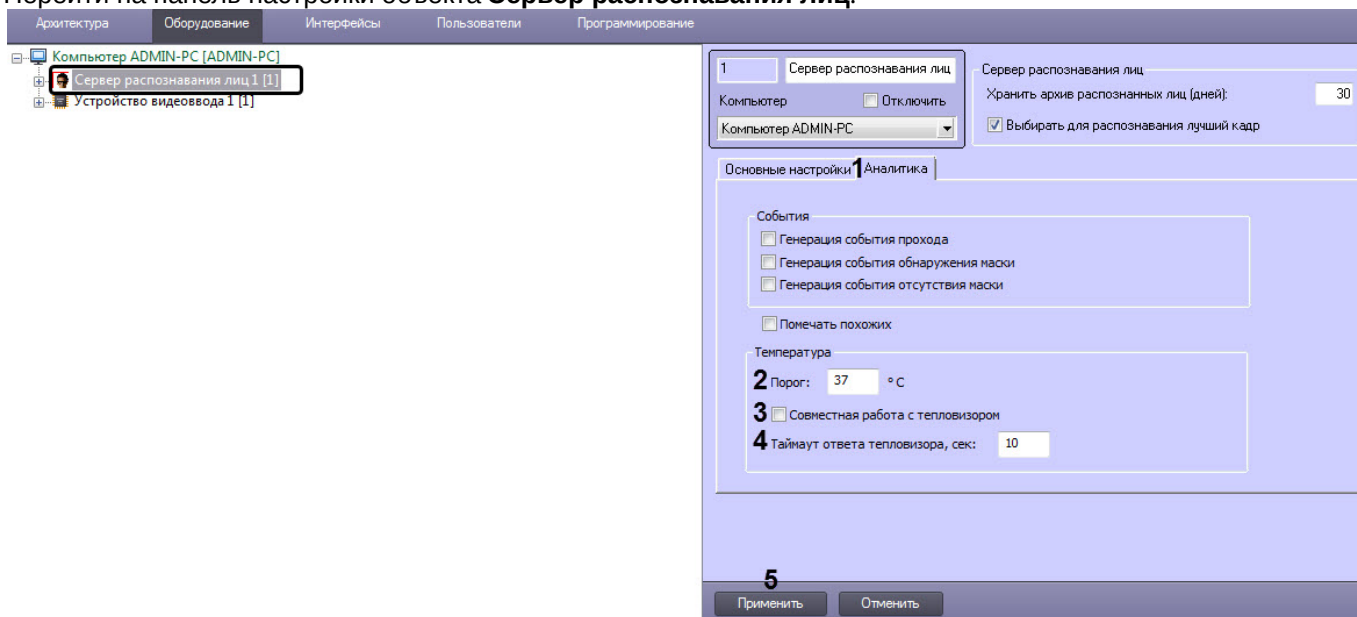 Перейти на панель настройки объекта Сервер распознавания лиц.
Архитектура Оборудование Интерфейсы Пользователи Программирование
Компьютер ADMIN-PC [ADMIN-PC]
Сервер распознавания лиц 1 [1]
Устройство видеоввода 1 [1]
1 Сервер распознавания лиц
Компьютер Отключить
Компьютер ADMIN-PC
Сервер распознавания лиц
Хранить архив распознанных лиц (дней): 30
Выбирать для распознавания лучший кадр
Основные настройки 1 Аналитика
События
Генерация события прохода
Генерация события обнаружения маски
Генерация события отсутствия маски
Помечать похожих
Температура
2 Порог: 37 ° C
3 Совместная работа с тепловизором
4 Таймаут ответа тепловизора, сек: 10
5
Применить Отменить